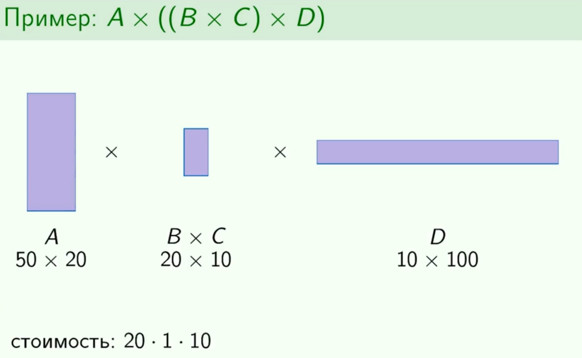 Пример: A × ((B × C) × D)
× ×
A B × C D
50 × 20 20 × 10 10 × 100
стоимость: 20 · 1 · 10